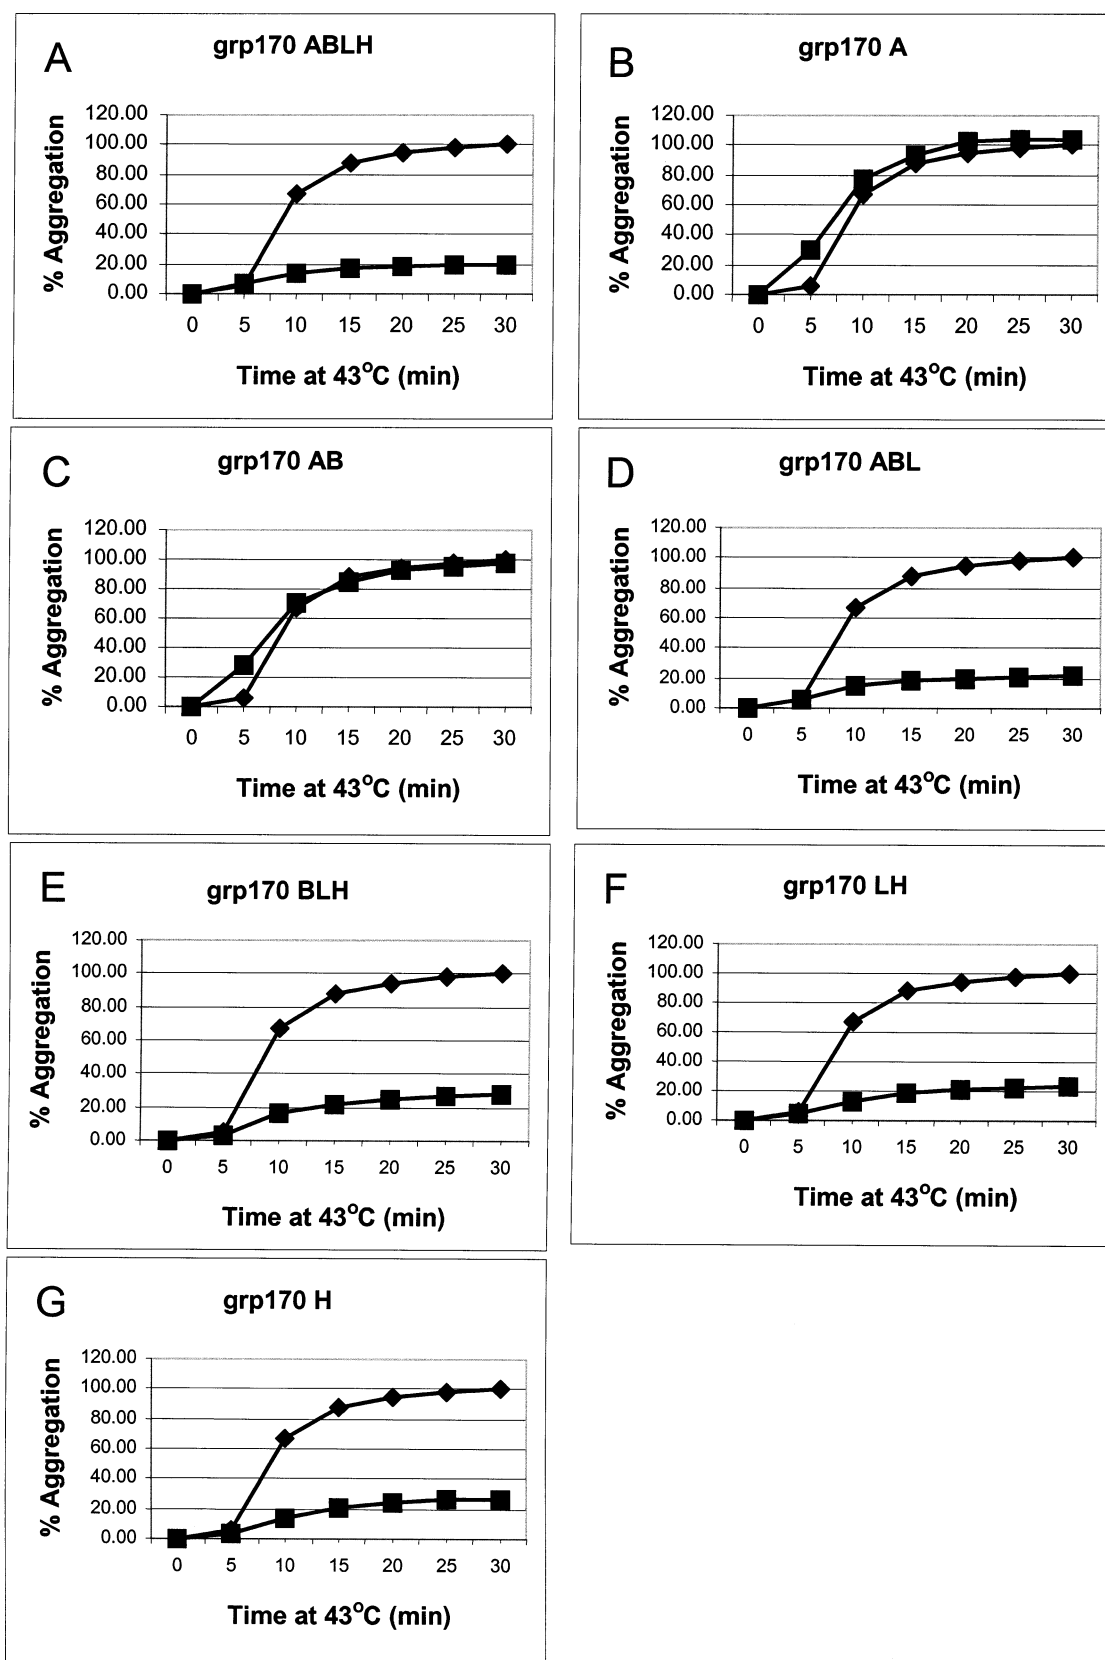 A
grp170 ABLH
% Aggregation
120.00
100.00
80.00
60.00
40.00
20.00
0.00
0 5 10 15 20 25 30
Time at 43°C (min)
B
grp170 A
% Aggregation
120.00
100.00
80.00
60.00
40.00
20.00
0.00
0 5 10 15 20 25 30
Time at 43°C (min)
C
grp170 AB
% Aggregation
120.00
100.00
80.00
60.00
40.00
20.00
0.00
0 5 10 15 20 25 30
Time at 43°C (min)
D
grp170 ABL
% Aggregation
120.00
100.00
80.00
60.00
40.00
20.00
0.00
0 5 10 15 20 25 30
Time at 43°C (min)
E
grp170 BLH
% Aggregation
120.00
100.00
80.00
60.00
40.00
20.00
0.00
0 5 10 15 20 25 30
Time at 43°C (min)
F
grp170 LH
% Aggregation
120.00
100.00
80.00
60.00
40.00
20.00
0.00
0 5 10 15 20 25 30
Time at 43°C (min)
G
grp170 H
% Aggregation
120.00
100.00
80.00
60.00
40.00
20.00
0.00
0 5 10 15 20 25 30
Time at 43°C (min)